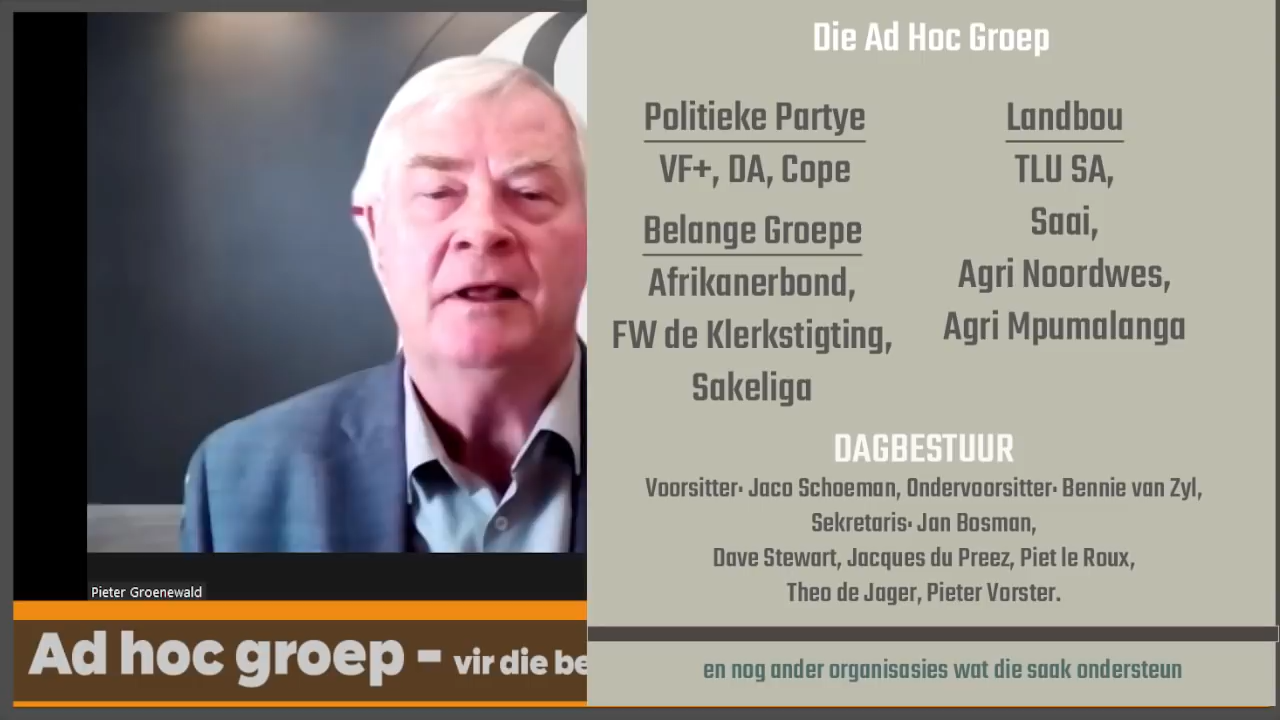 Die Ad Hoc Groep
Politieke Partye
VF+, DA, Cope
Belange Groepe
Afrikanerbond,
FW de Klerkstigting,
Sakeliga
Landbou
TLU SA,
Saai,
Agri Noordwes,
Agri Mpumalanga
DAGBESTUUR
Voorsitter: Jaco Schoeman, Ondervoorsitter: Bennie van Zyl,
Sekretaris: Jan Bosman,
Dave Stewart, Jacques du Preez, Piet le Roux,
Theo de Jager, Pieter Vorster.
en nog ander organisasies wat die saak ondersteun
Pieter Groenewald
Ad hoc groep - vir die be